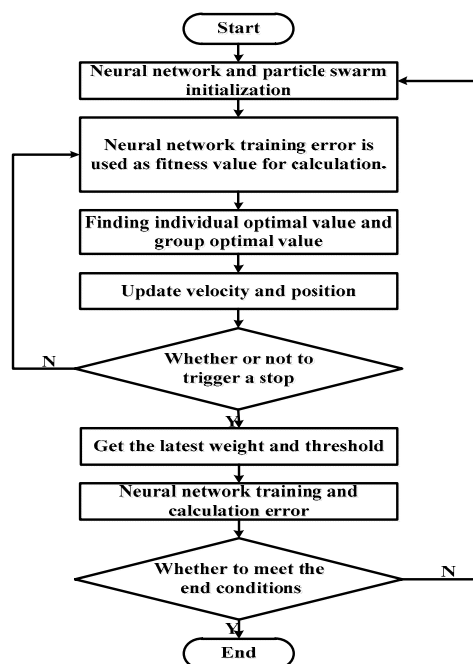 Start
Neural network and particle swarm
initialization
Neural network training error is
used as fitness value for calculation.
Finding individual optimal value and
group optimal value
Update velocity and position
N
Whether or not to
trigger a stop
Y
Get the latest weight and threshold
Neural network training and
calculation error
Whether to meet the
end conditions
N
Y
End